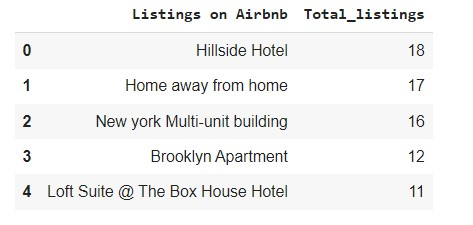 Listings on Airbnb Total_listings
0 Hillside Hotel 18
1 Home away from home 17
2 New york Multi-unit building 16
3 Brooklyn Apartment 12
4 Loft Suite @ The Box House Hotel 11